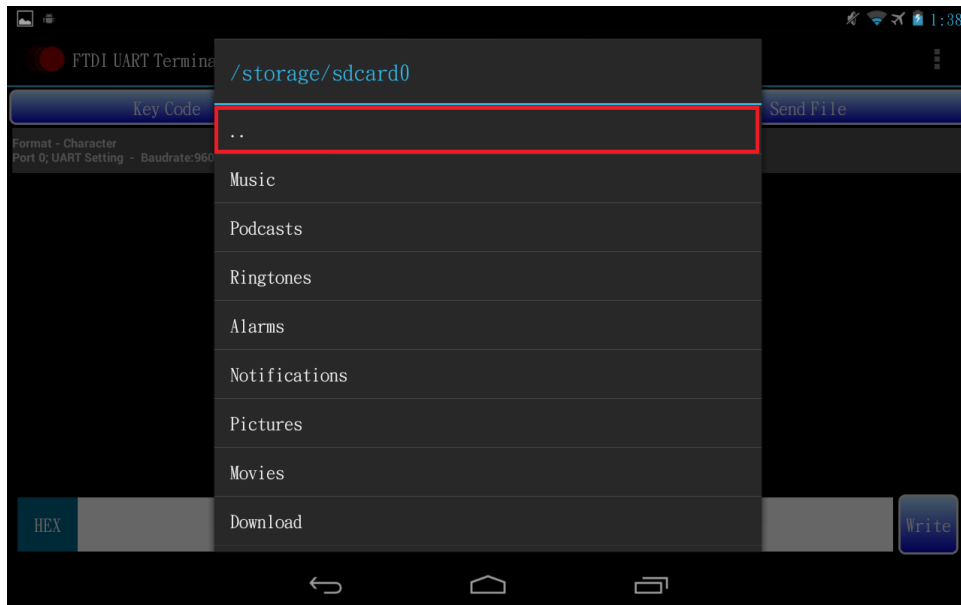 1:38
FTDI UART Termina
/storage/sdcard0
Key Code
Send File
..
Format - Character
Port 0; UART Setting - Baudrate:960
Music
Podcasts
Ringtones
Alarms
Notifications
Pictures
Movies
Download
HEX
Write